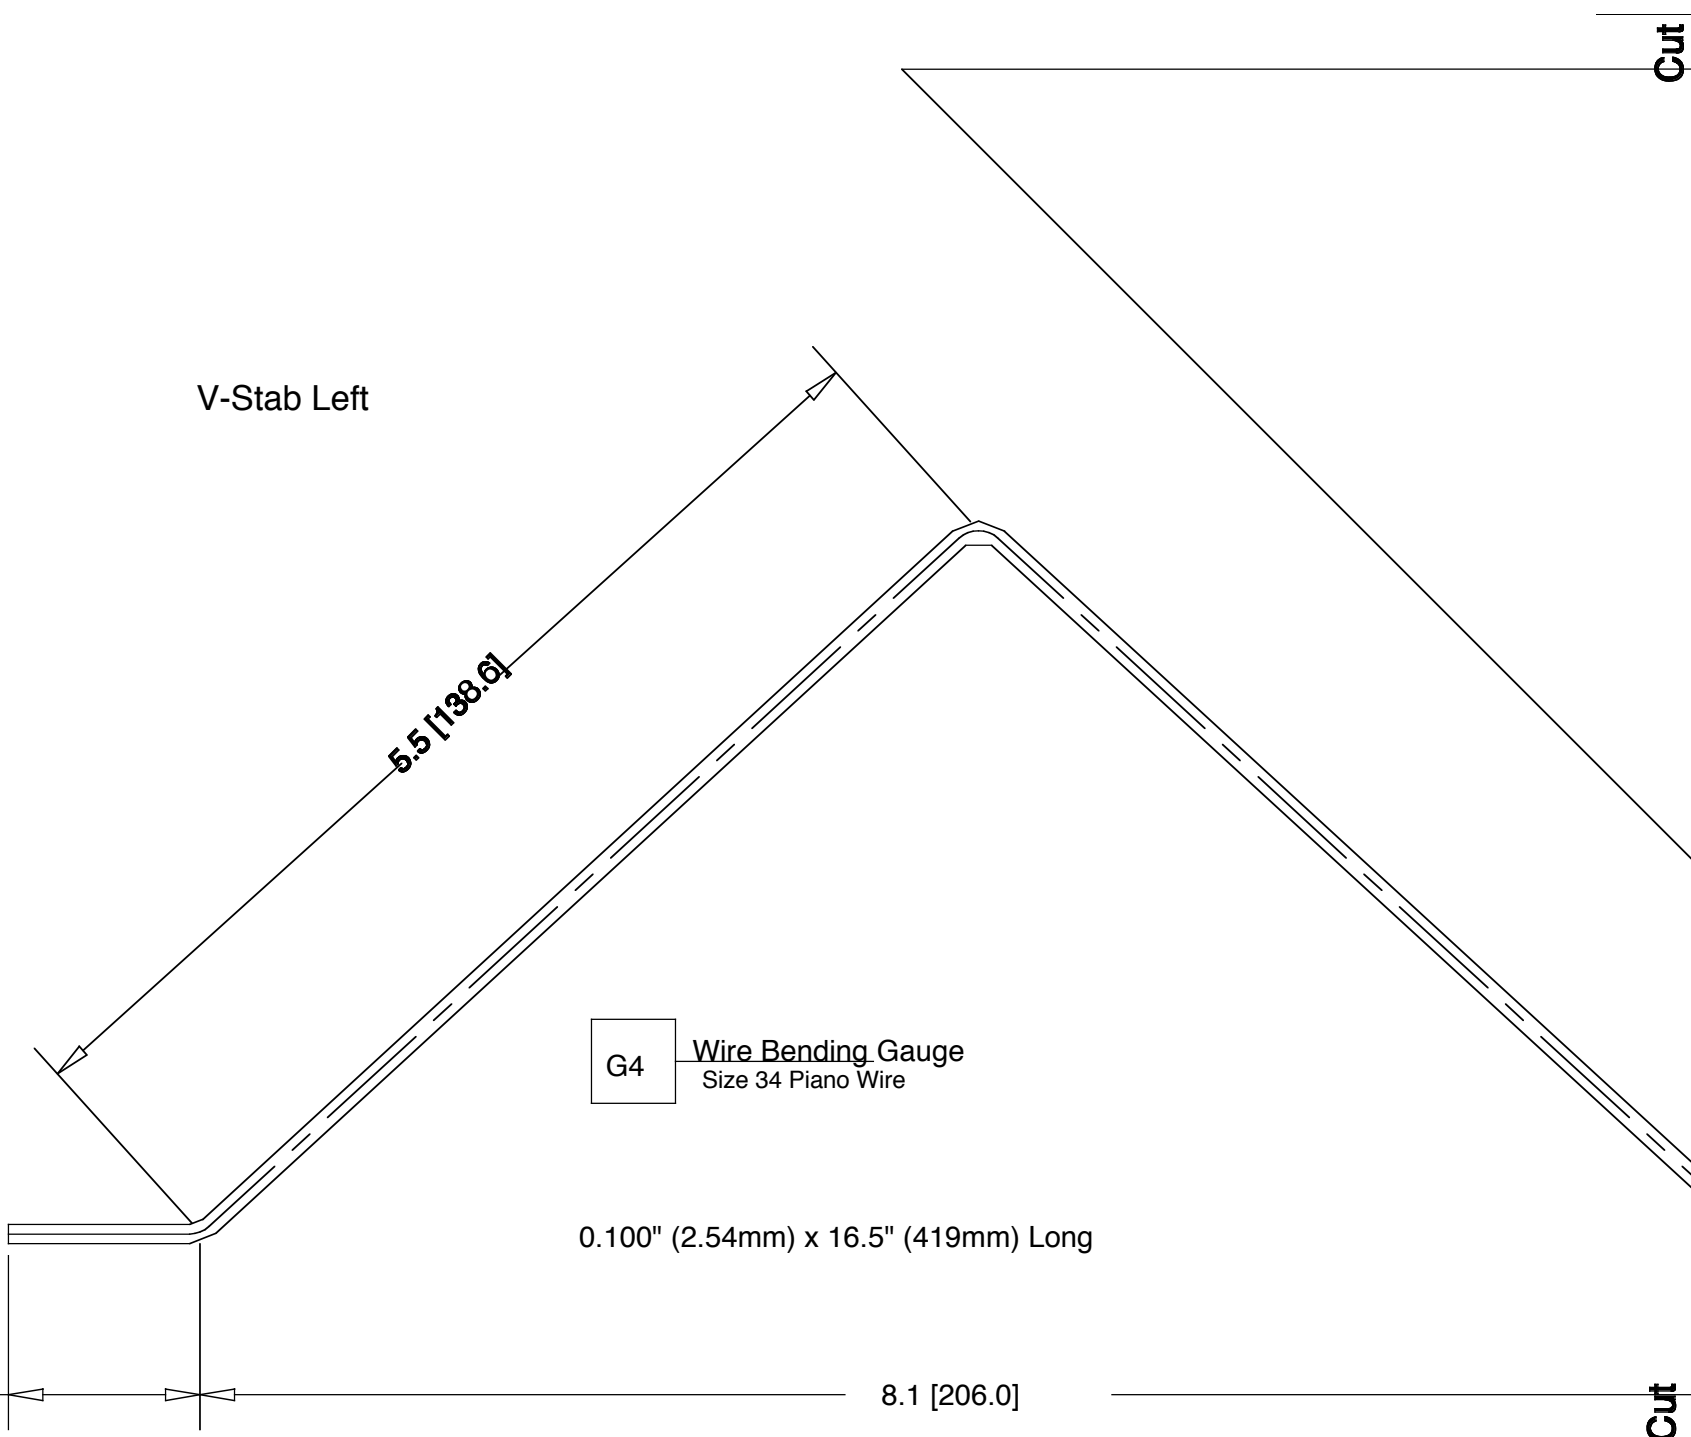 Cut
V-Stab Left
5.5 [138.6]
G4
Wire Bending Gauge
Size 34 Piano Wire
0.100" (2.54mm) x 16.5" (419mm) Long
8.1 [206.0]
Cut